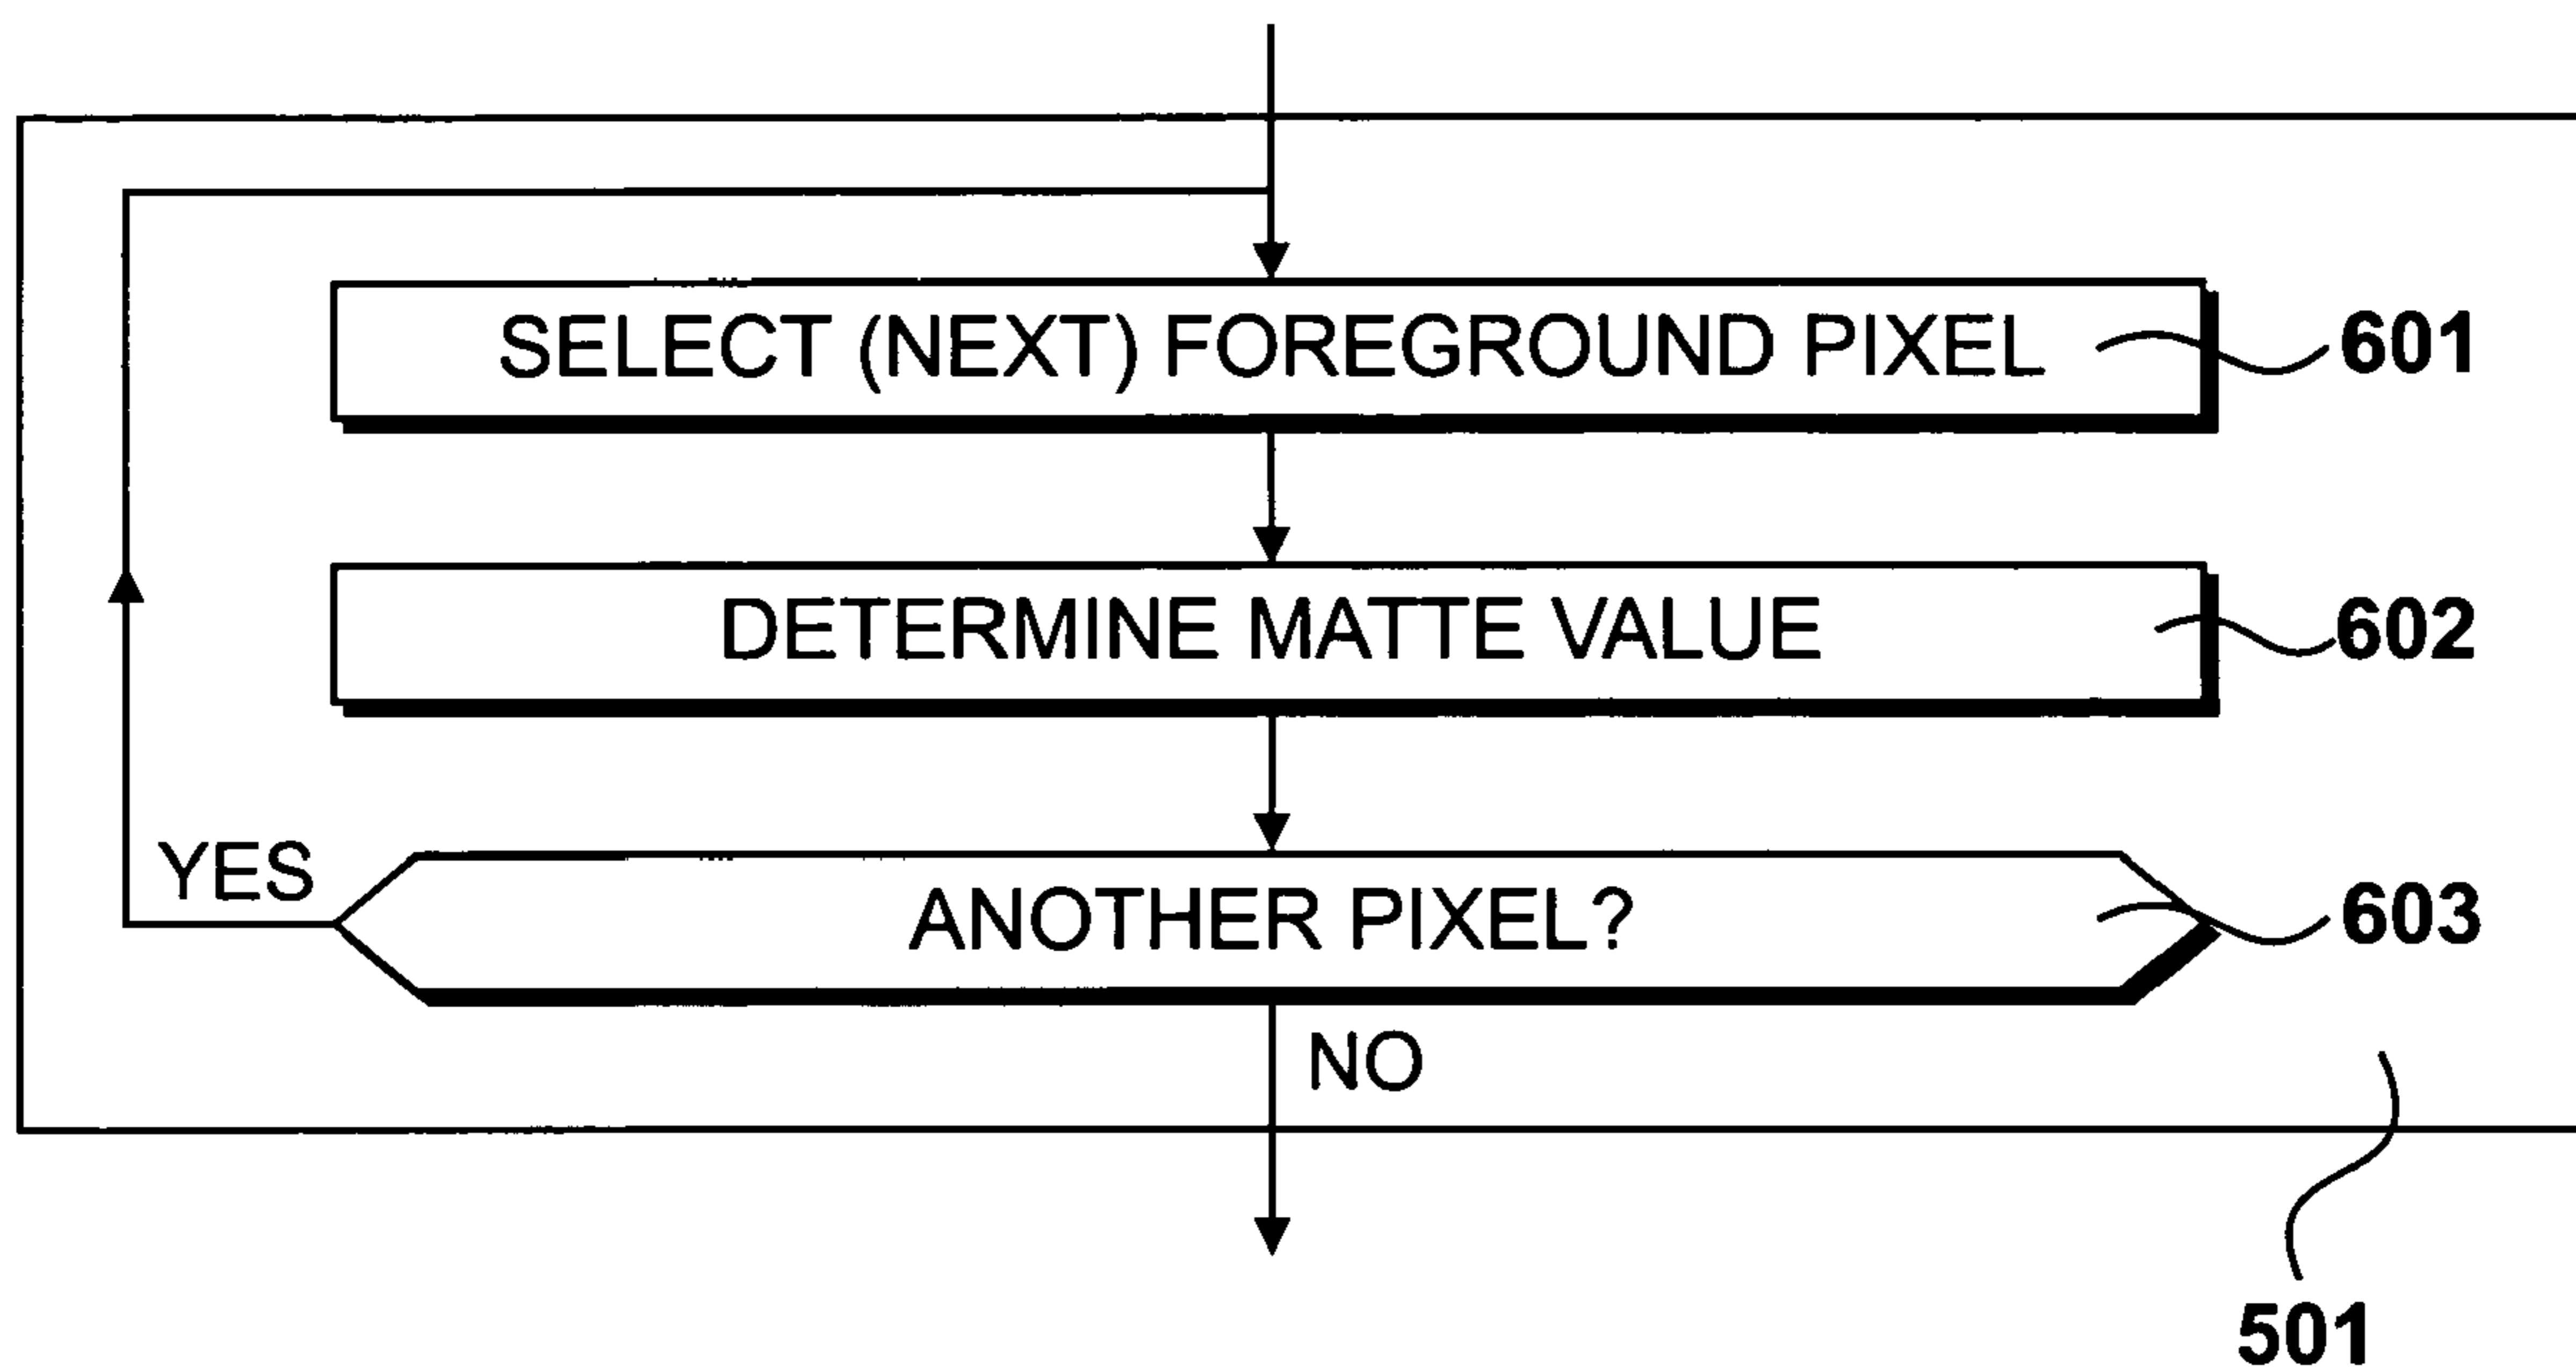 SELECT (NEXT) FOREGROUND PIXEL
601
DETERMINE MATTE VALUE
602
YES
ANOTHER PIXEL?
603
NO
501